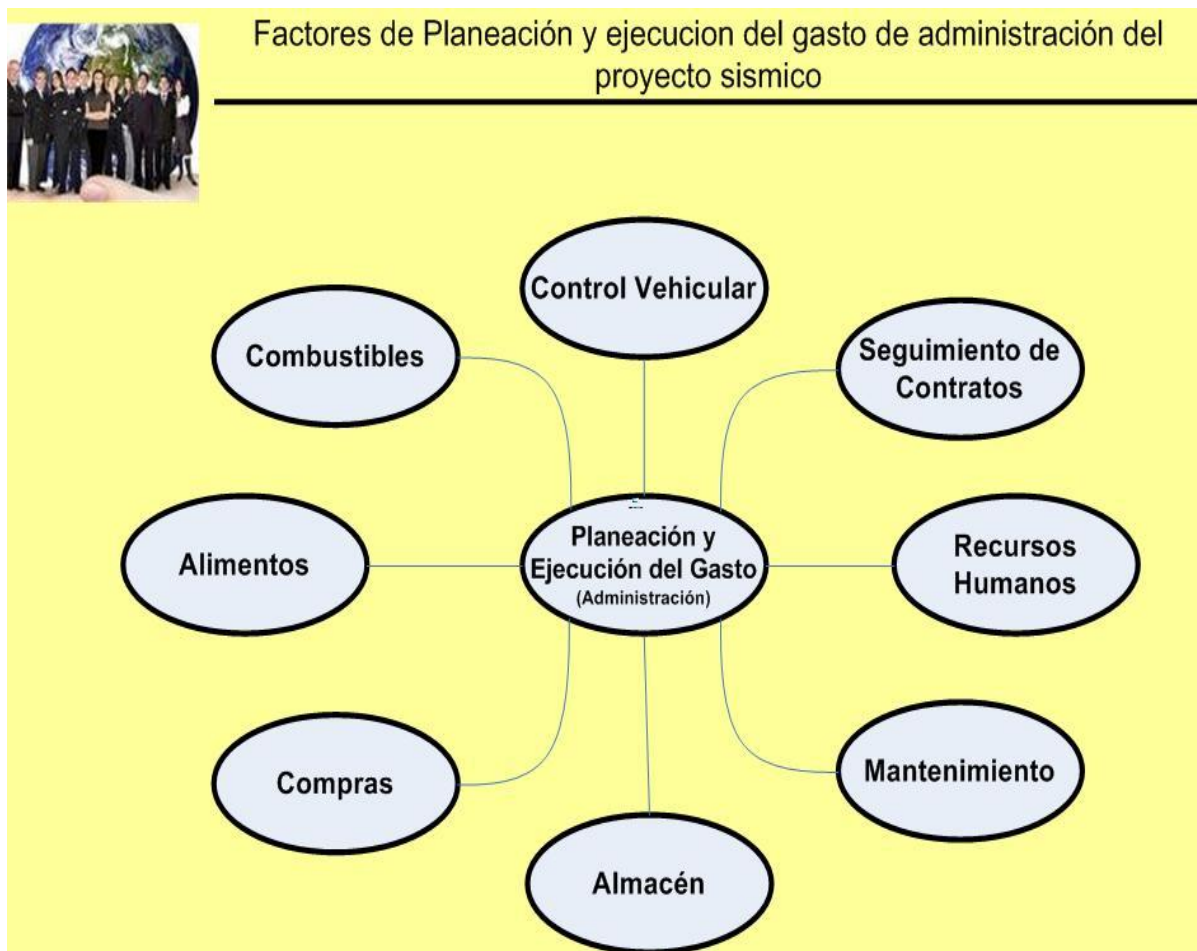 Factores de Planeación y ejecucion del gasto de administración del
proyecto sismico
Control Vehicular
Combustibles
Seguimiento de
Contratos
Alimentos
Planeación y
Ejecución del Gasto
(Administración)
Recursos
Humanos
Compras
Mantenimiento
Almacén